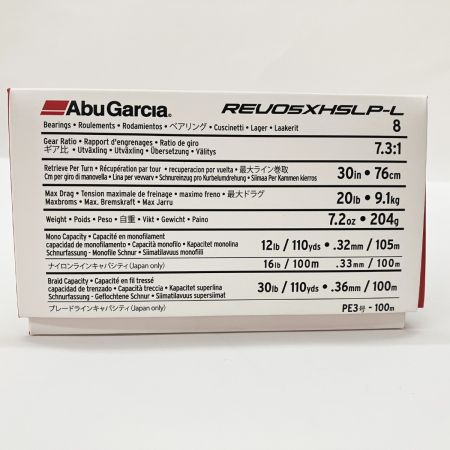 AbuGarcia. REVO5XHSLP-L
Bearings • Roulements • Rodamientos • ベアリング • Cuscinetti • Lager • Laakerit 8
Gear Ratio • Rapport d'engrenages • Ratio de giro
ギア比 • Utväxling • Utväxling • Übersetzung • Välitys 7.3:1
Retrieve Per Turn • Récupération par tour • recuperacion por vuelta • 最大ライン巻取
Cm per giro di manovella • Lina per vevvarv • Schnureinzug pro Kurbelumdrehung • Siimaa Per Kammen kierros
30in • 76cm
Max Drag • Tension maximale de freinage • maximo freno • 最大ドラグ
Maxbroms • Max. Bremskraft • Max Jarru
20lb • 9.1kg
Weight • Poids • Peso • 自重 • Vikt • Gewicht • Paino 7.2oz • 204g
Mono Capacity • Capacité en monofilament
capacidad de monofilamento • Capacità monofilo • Kapacitet monolina
Schnurfassung - Monofile Schnur • Siimatilavuus monofiili
12lb / 110yds • .32mm / 105m
ナイロンラインキャパシティ(Japan only) 16lb / 100m .33mm / 100m
Braid Capacity • Capacité en fil tressé
capacidad de trenzado • Capacità treccia • Kapacitet superlina
Schnurfassung - Geflochtene Schnur • Siimatilavuus supersiimat
30lb / 110yds • .36mm / 100m
ブレードラインキャパシティ(Japan only) PE3号 - 100m